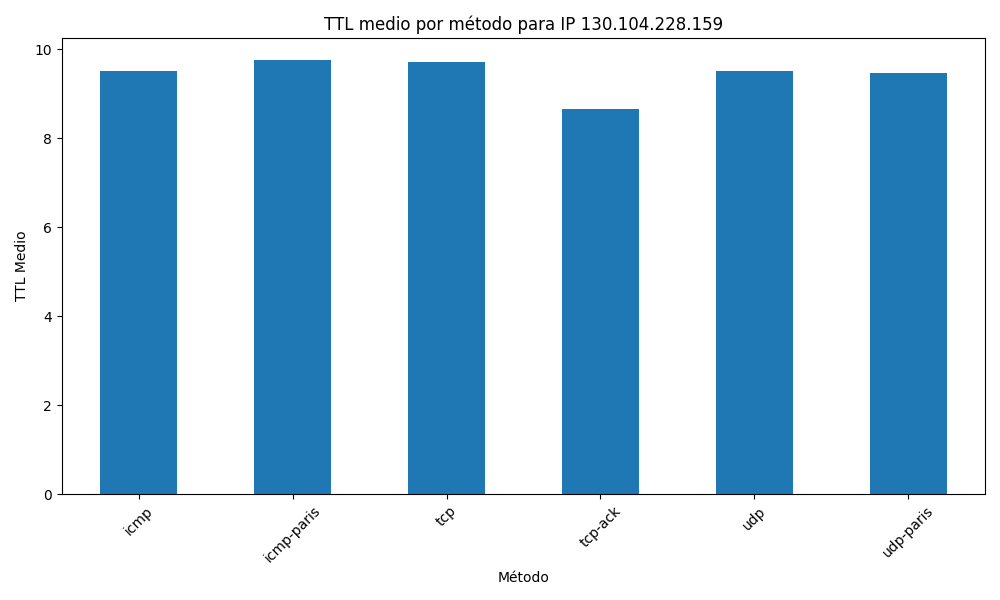 TTL medio por método para IP 130.104.228.159
10
8
6
4
2
0
TTL Medio
icmp
icmp-paris
tcp
tcp-ack
udp
udp-paris
Método